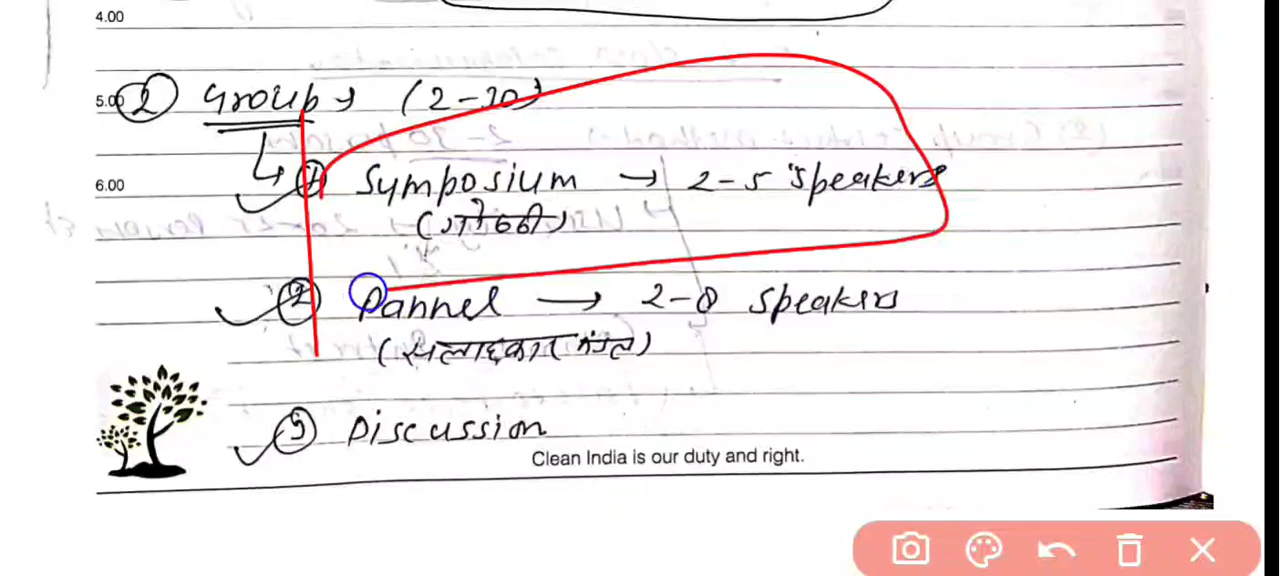 4.00
5.00 ② Group → (2-30)
6.00 ① Symposium → 2-5 speakers
(गोष्ठी)
② Pannel → 2-8 speakers
(सलाहकार मंडल)
③ Discussion
Clean India is our duty and right.